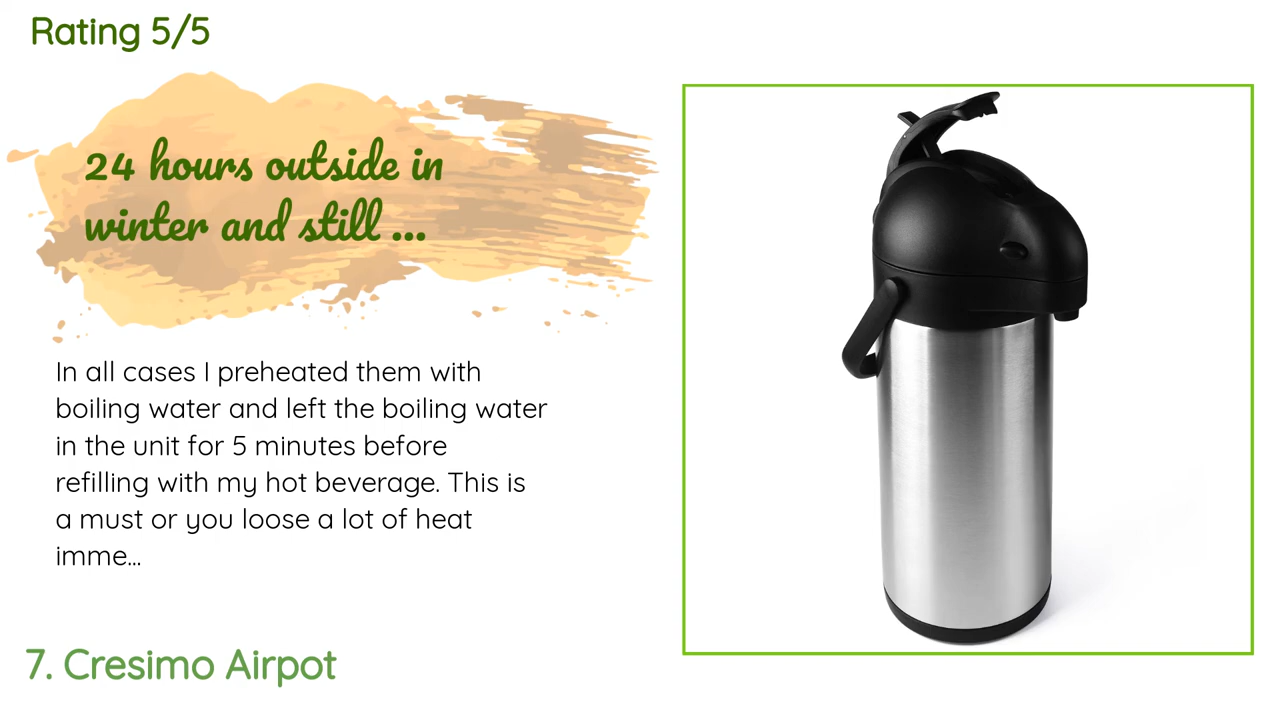 Rating 5/5
24 hours outside in
winter and still ...
In all cases I preheated them with
boiling water and left the boiling water
in the unit for 5 minutes before
refilling with my hot beverage. This is
a must or you loose a lot of heat
imme...
7. Cresimo Airpot